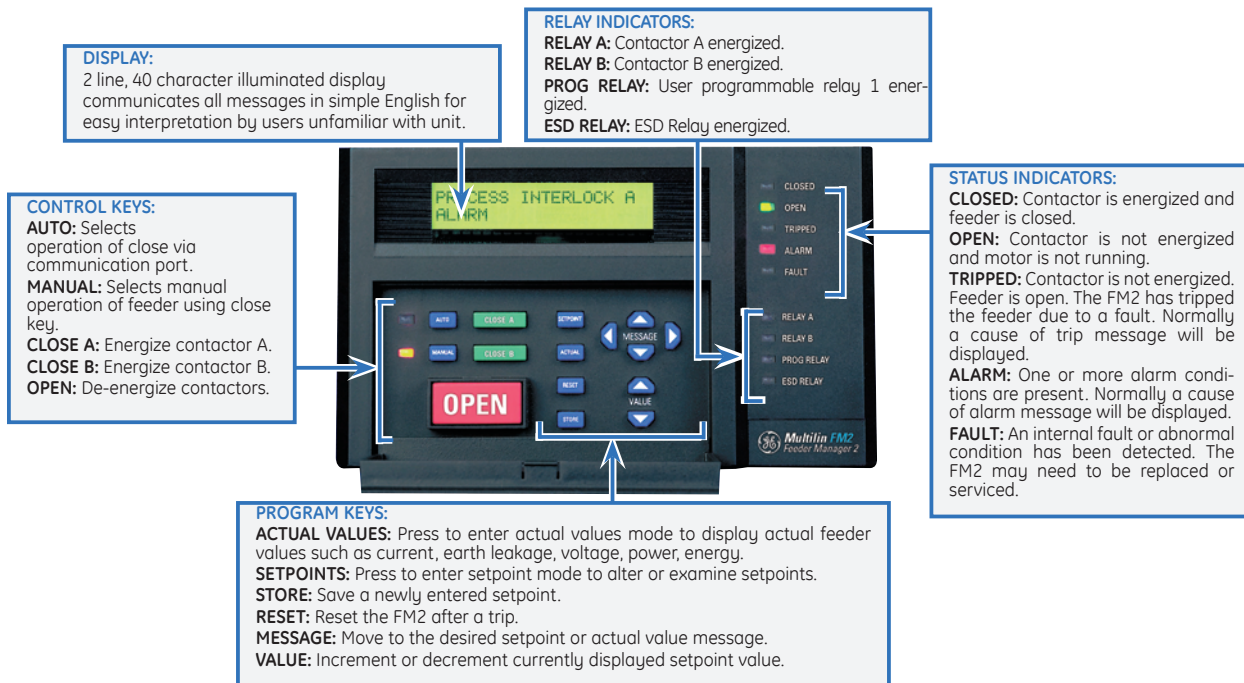 DISPLAY:
2 line, 40 character illuminated display
communicates all messages in simple English for
easy interpretation by users unfamiliar with unit.
RELAY INDICATORS:
RELAY A: Contactor A energized.
RELAY B: Contactor B energized.
PROG RELAY: User programmable relay 1 ener-
gized.
ESD RELAY: ESD Relay energized.
CONTROL KEYS:
AUTO: Selects
operation of close via
communication port.
MANUAL: Selects manual
operation of feeder using close
key.
CLOSE A: Energize contactor A.
CLOSE B: Energize contactor B.
OPEN: De-energize contactors.
PROCESS INTERLOCK A
ALARM
AUTO
CLOSE A
MANUAL
CLOSE B
OPEN
SETPOINT
ACTUAL
RESET
STORE
MESSAGE
VALUE
CLOSED
OPEN
TRIPPED
ALARM
FAULT
RELAY A
RELAY B
PROG RELAY
ESD RELAY
GE
Multilin FM2
Feeder Manager 2
STATUS INDICATORS:
CLOSED: Contactor is energized and
feeder is closed.
OPEN: Contactor is not energized
and motor is not running.
TRIPPED: Contactor is not energized.
Feeder is open. The FM2 has tripped
the feeder due to a fault. Normally
a cause of trip message will be
displayed.
ALARM: One or more alarm condi-
tions are present. Normally a cause
of alarm message will be displayed.
FAULT: An internal fault or abnormal
condition has been detected. The
FM2 may need to be replaced or
serviced.
PROGRAM KEYS:
ACTUAL VALUES: Press to enter actual values mode to display actual feeder
values such as current, earth leakage, voltage, power, energy.
SETPOINTS: Press to enter setpoint mode to alter or examine setpoints.
STORE: Save a newly entered setpoint.
RESET: Reset the FM2 after a trip.
MESSAGE: Move to the desired setpoint or actual value message.
VALUE: Increment or decrement currently displayed setpoint value.